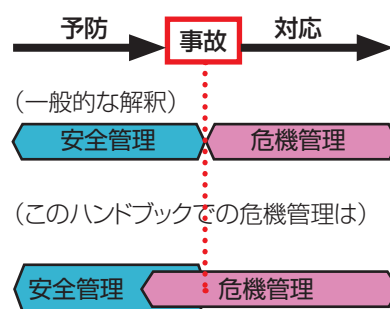 予防 事故 対応
（一般的な解釈）
安全管理 危機管理
（このハンドブックでの危機管理は）
安全管理 危機管理